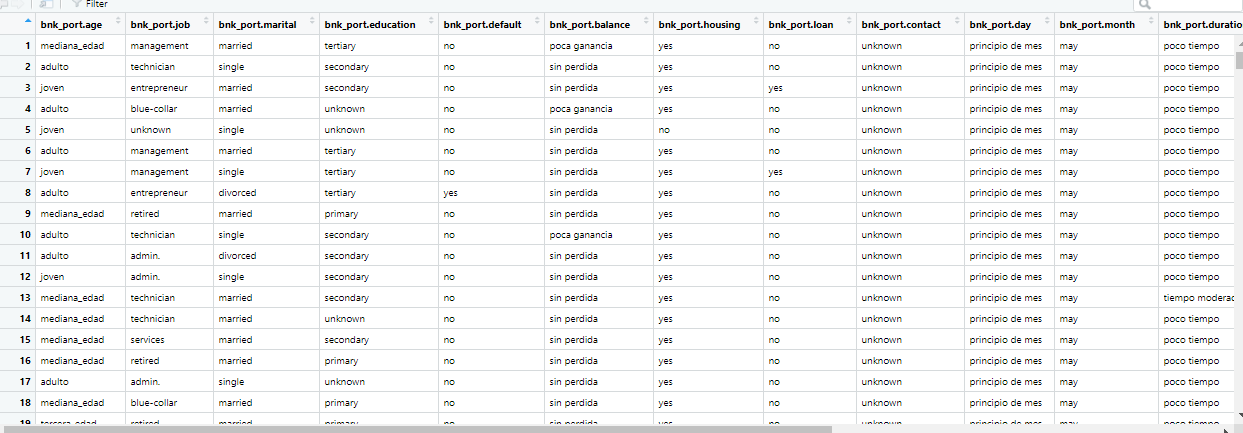 Filter
bnk_port.age bnk_port.job bnk_port.marital bnk_port.education bnk_port.default bnk_port.balance bnk_port.housing bnk_port.loan bnk_port.contact bnk_port.day bnk_port.month bnk_port.duratio
1 mediana_edad management married tertiary no poca ganancia yes no unknown principio de mes may poco tiempo
2 adulto technician single secondary no sin perdida yes no unknown principio de mes may poco tiempo
3 joven entrepreneur married secondary no sin perdida yes yes unknown principio de mes may poco tiempo
4 adulto blue-collar married unknown no poca ganancia yes no unknown principio de mes may poco tiempo
5 joven unknown single unknown no sin perdida no no unknown principio de mes may poco tiempo
6 adulto management married tertiary no sin perdida yes no unknown principio de mes may poco tiempo
7 joven management single tertiary no sin perdida yes yes unknown principio de mes may poco tiempo
8 adulto entrepreneur divorced tertiary yes sin perdida yes no unknown principio de mes may poco tiempo
9 mediana_edad retired married primary no sin perdida yes no unknown principio de mes may poco tiempo
10 adulto technician single secondary no poca ganancia yes no unknown principio de mes may poco tiempo
11 adulto admin. divorced secondary no sin perdida yes no unknown principio de mes may poco tiempo
12 joven admin. single secondary no sin perdida yes no unknown principio de mes may poco tiempo
13 mediana_edad technician married secondary no sin perdida yes no unknown principio de mes may tiempo moderac
14 mediana_edad technician married unknown no sin perdida yes no unknown principio de mes may poco tiempo
15 mediana_edad services married secondary no sin perdida yes no unknown principio de mes may poco tiempo
16 mediana_edad retired married primary no sin perdida yes no unknown principio de mes may poco tiempo
17 adulto admin. single unknown no sin perdida yes no unknown principio de mes may poco tiempo
18 mediana_edad blue-collar married primary no sin perdida yes no unknown principio de mes may poco tiempo
19 tercera_edad retired married primary no sin perdida yes no unknown principio de mes may poco tiempo